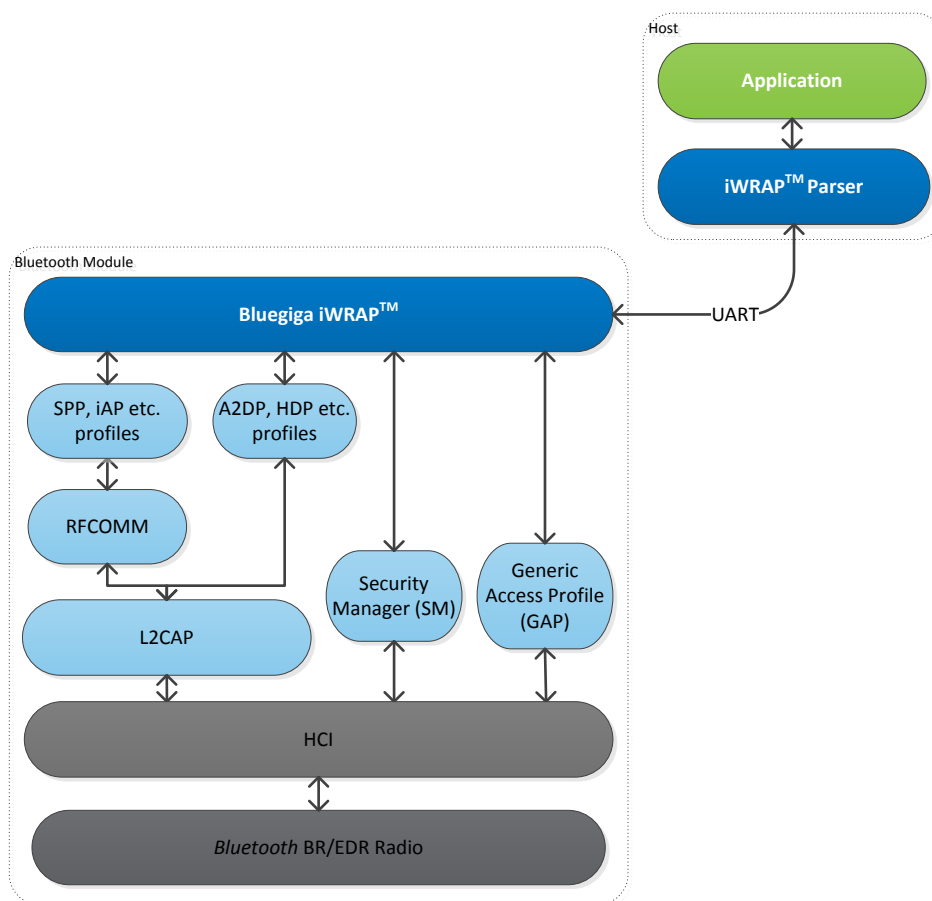 Host
Application
iWRAP™ Parser
Bluetooth Module
Bluegiga iWRAP™
UART
SPP, iAP etc.
profiles
A2DP, HDP etc.
profiles
RFCOMM
Security
Manager (SM)
Generic
Access Profile
(GAP)
L2CAP
HCI
Bluetooth BR/EDR Radio